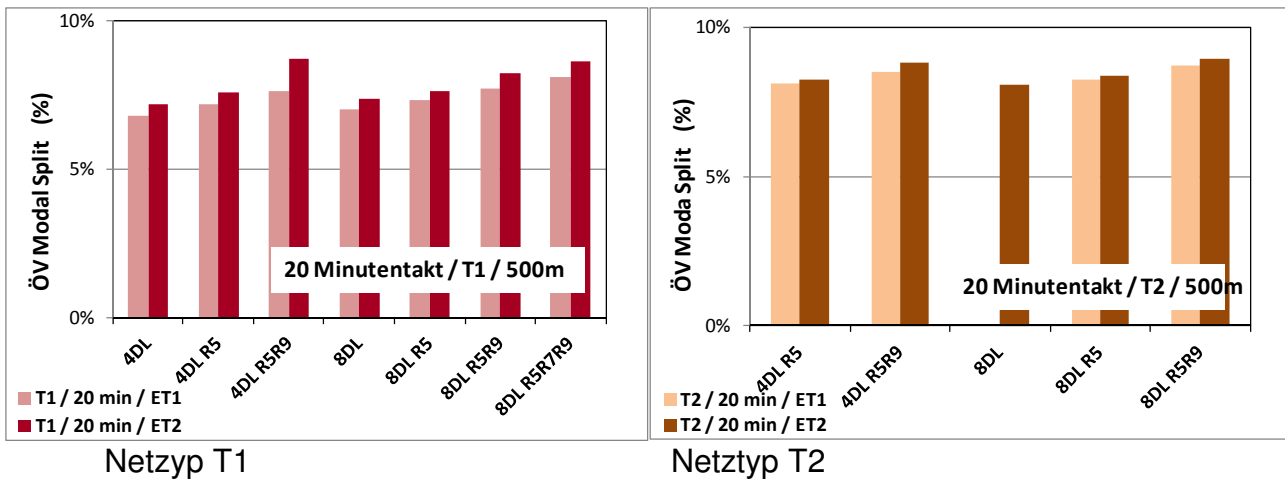 10%
5%
0%
ÖV Modal Split (%)
20 Minutentakt / T1 / 500m
4DL
4DL R5
4DL R5R9
8DL
8DL R5
8DL R5R9
8DL R5R7R9
T1 / 20 min / ET1
T1 / 20 min / ET2
Netzyp T1
10%
5%
0%
ÖV Moda Split (%)
20 Minutentakt / T2 / 500m
4DL R5
4DL R5R9
8DL
8DL R5
8DL R5R9
T2 / 20 min / ET1
T2 / 20 min / ET2
Netztyp T2